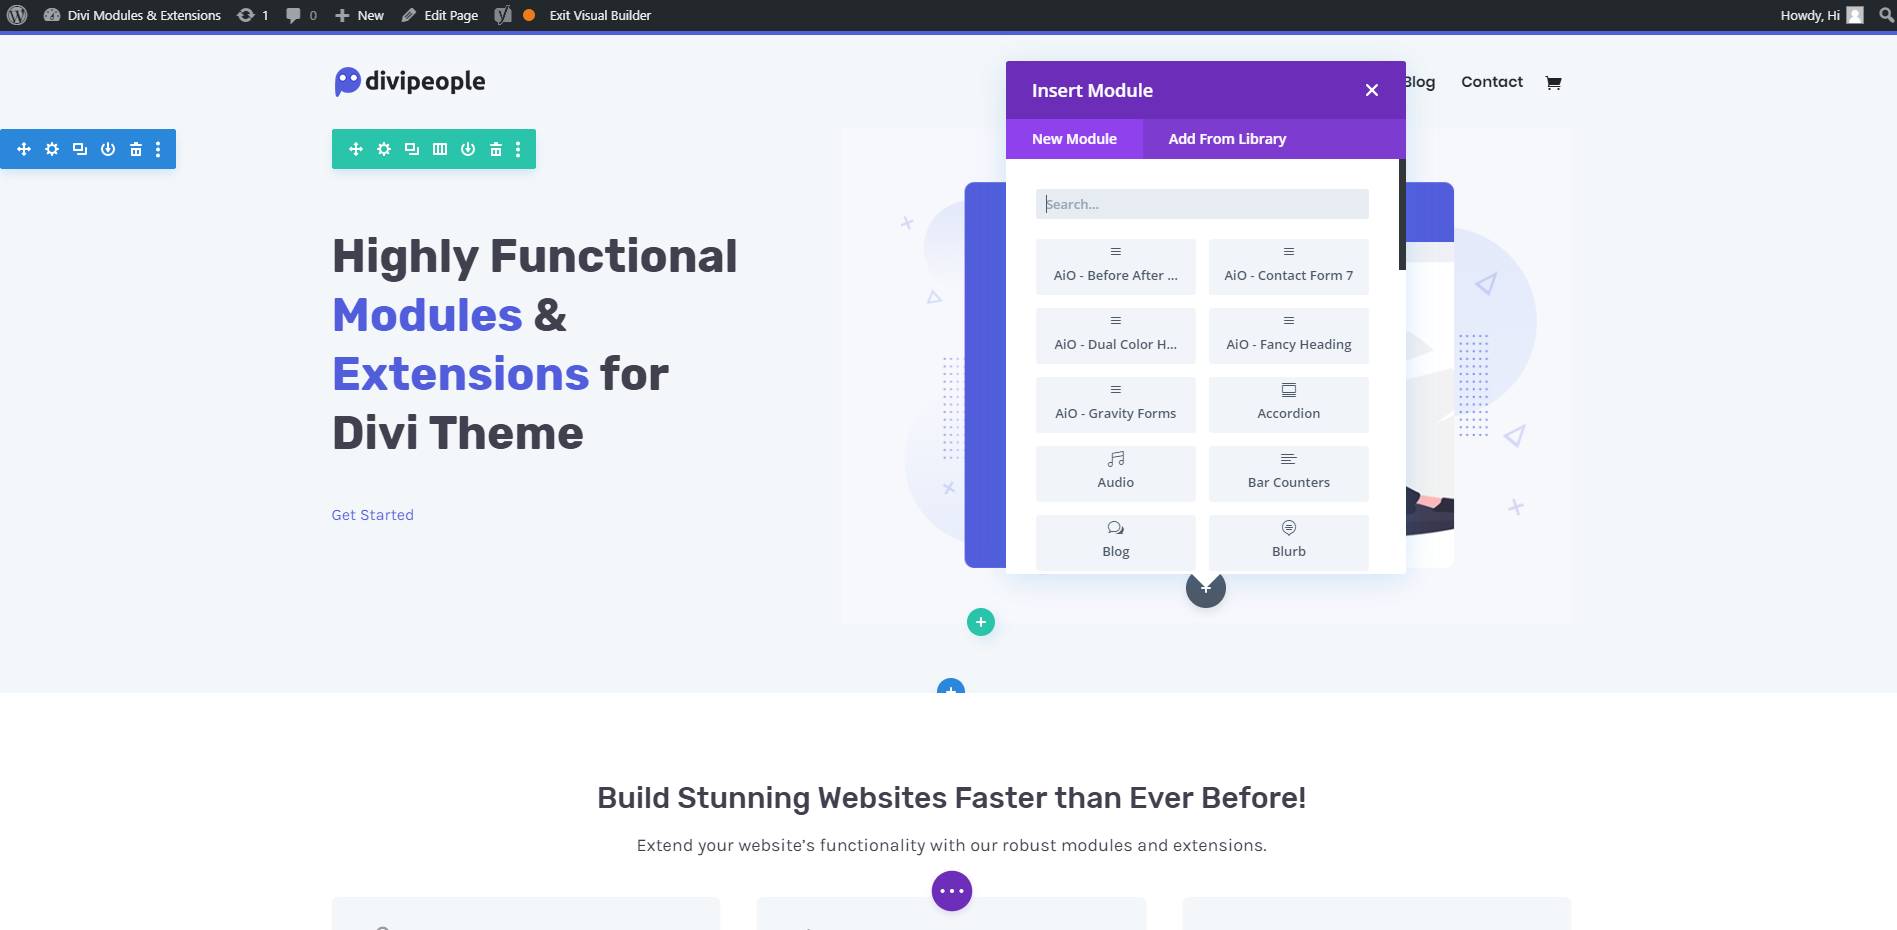 Divi Modules & Extensions 1 0 New Edit Page Exit Visual Builder Howdy, Hi
divipeople
Blog Contact
Insert Module
New Module Add From Library
Search...
AiO - Before After ... AiO - Contact Form 7
AiO - Dual Color H... AiO - Fancy Heading
AiO - Gravity Forms Accordion
Audio Bar Counters
Blog Blurb
Highly Functional
Modules &
Extensions for
Divi Theme
Get Started
Build Stunning Websites Faster than Ever Before!
Extend your website's functionality with our robust modules and extensions.